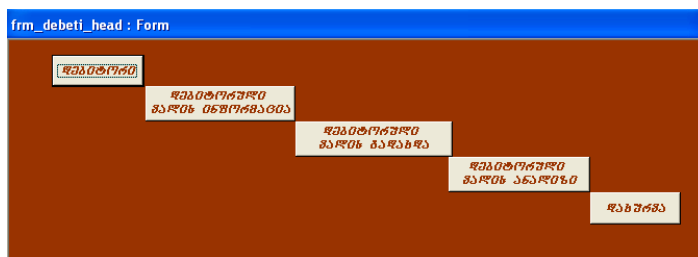 frm_debeti_head : Form
დებიტორი
დებიტორული
ვალის ინფორმაცია
დებიტორული
ვალის გადახდა
დებიტორული
ვალის ანალიზი
დახურვა